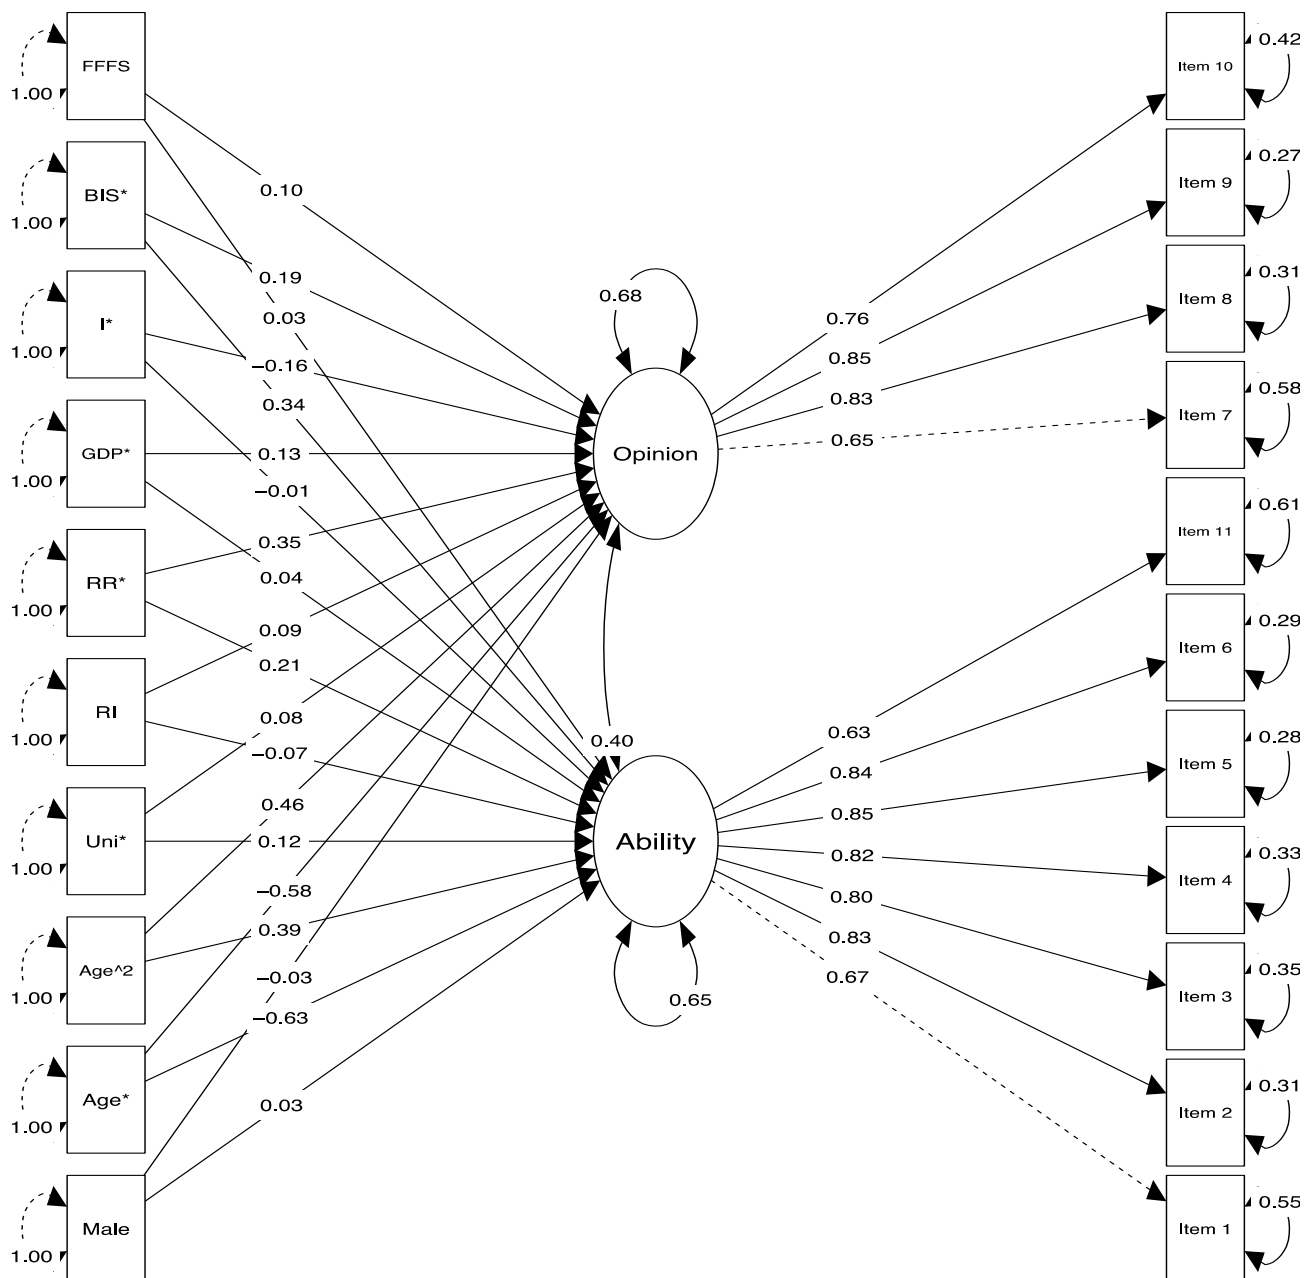 FFFS
1.00
BIS*
1.00
I*
1.00
GDP*
1.00
RR*
1.00
RI
1.00
Uni*
1.00
Age^2
1.00
Age*
1.00
Male
1.00
0.10
0.19
0.03
−0.16
0.34
0.13
−0.01
0.35
0.04
0.09
0.21
0.08
−0.07
0.46
0.12
−0.58
0.39
−0.03
−0.63
0.03
0.68
Opinion
0.40
Ability
0.65
0.76
0.85
0.83
0.65
0.63
0.84
0.85
0.82
0.80
0.83
0.67
Item 10
0.42
Item 9
0.27
Item 8
0.31
Item 7
0.58
Item 11
0.61
Item 6
0.29
Item 5
0.28
Item 4
0.33
Item 3
0.35
Item 2
0.31
Item 1
0.55